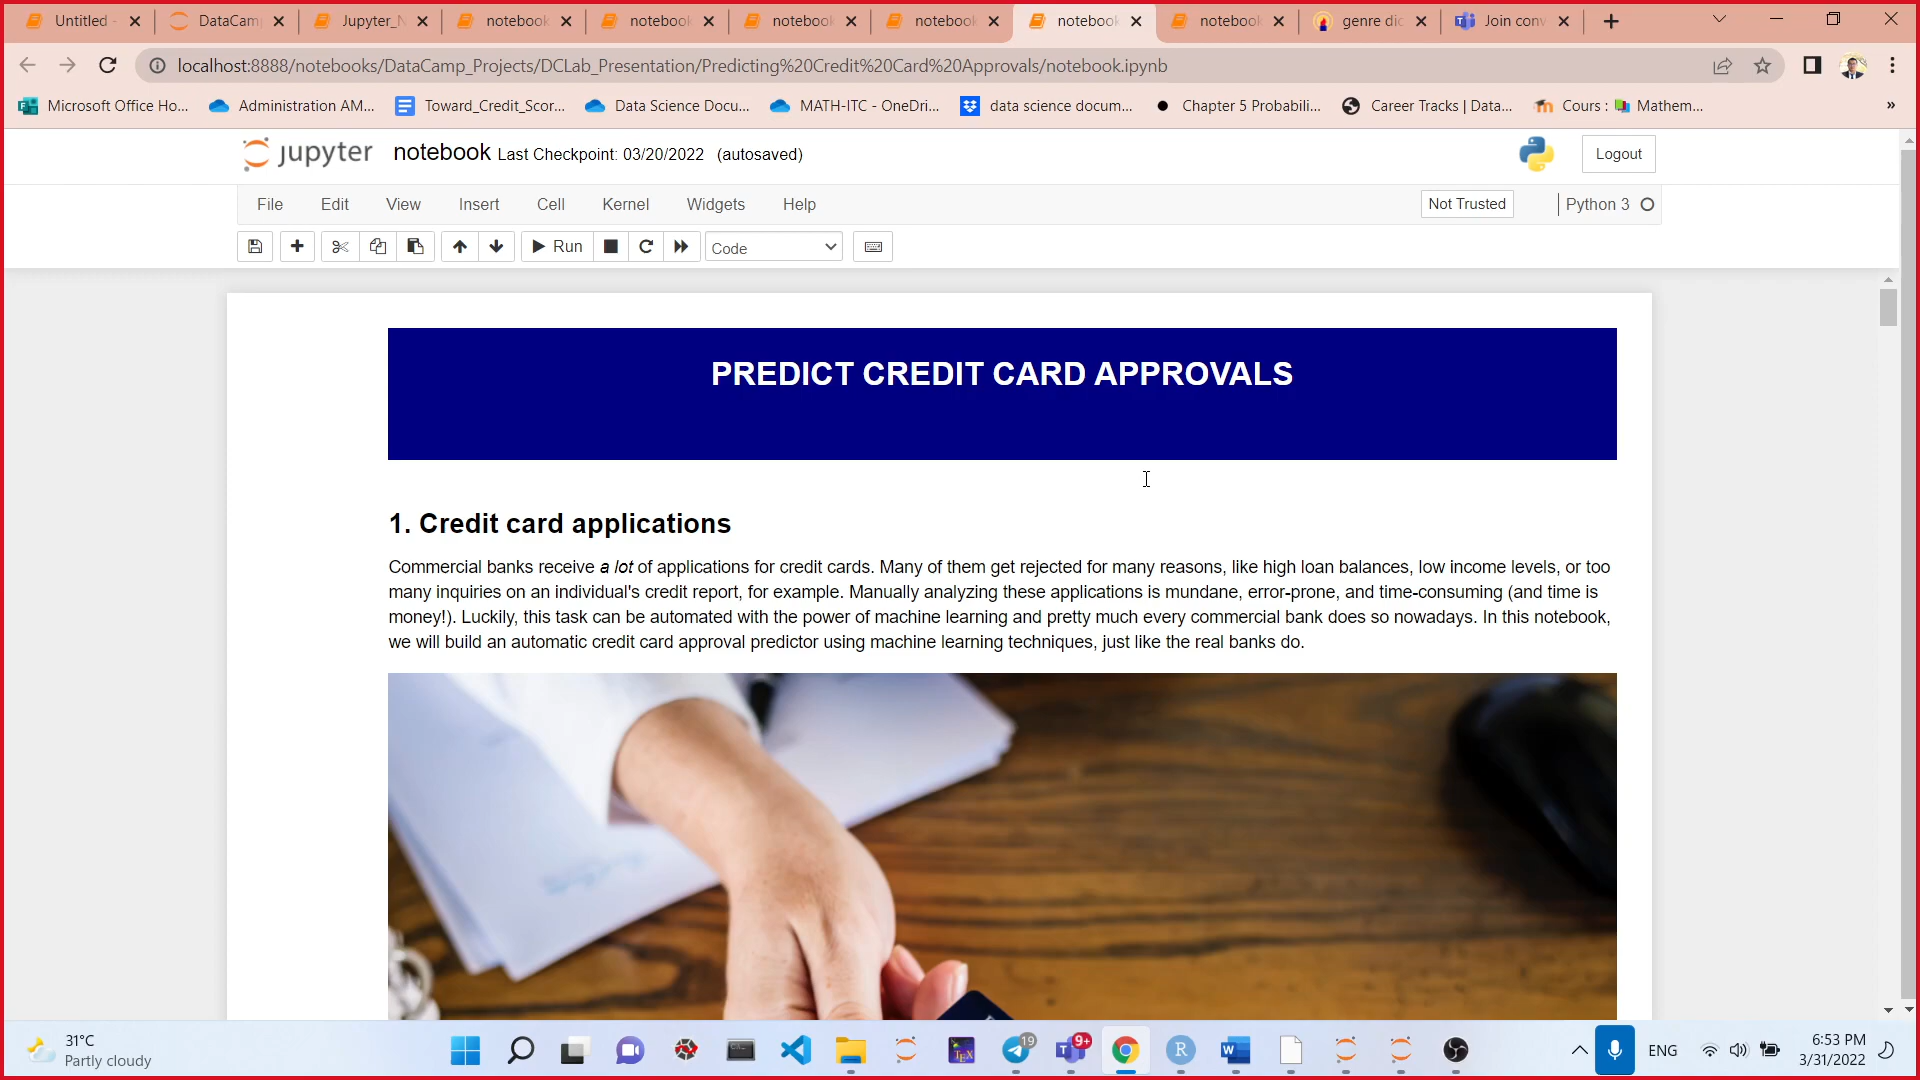 Untitled -
DataCam
Jupyter_N
notebook
notebook
notebook
notebook
notebook
notebook
genre dic
Join conv
localhost:8888/notebooks/DataCamp_Projects/DCLab_Presentation/Predicting%20Credit%20Card%20Approvals/notebook.ipynb
Microsoft Office Ho...
Administration AM...
Toward_Credit_Scor...
Data Science Docu...
MATH-ITC - OneDri...
data science docum...
Chapter 5 Probabili...
Career Tracks | Data...
Cours : Mathem...
»
jupyter notebook Last Checkpoint: 03/20/2022 (autosaved)
Logout
File Edit View Insert Cell Kernel Widgets Help
Not Trusted
Python 3
Run
Code
PREDICT CREDIT CARD APPROVALS
1. Credit card applications
Commercial banks receive a lot of applications for credit cards. Many of them get rejected for many reasons, like high loan balances, low income levels, or too
many inquiries on an individual's credit report, for example. Manually analyzing these applications is mundane, error-prone, and time-consuming (and time is
money!). Luckily, this task can be automated with the power of machine learning and pretty much every commercial bank does so nowadays. In this notebook,
we will build an automatic credit card approval predictor using machine learning techniques, just like the real banks do.
31°C
Partly cloudy
TEX
19
9+
R
W
ENG
6:53 PM
3/31/2022